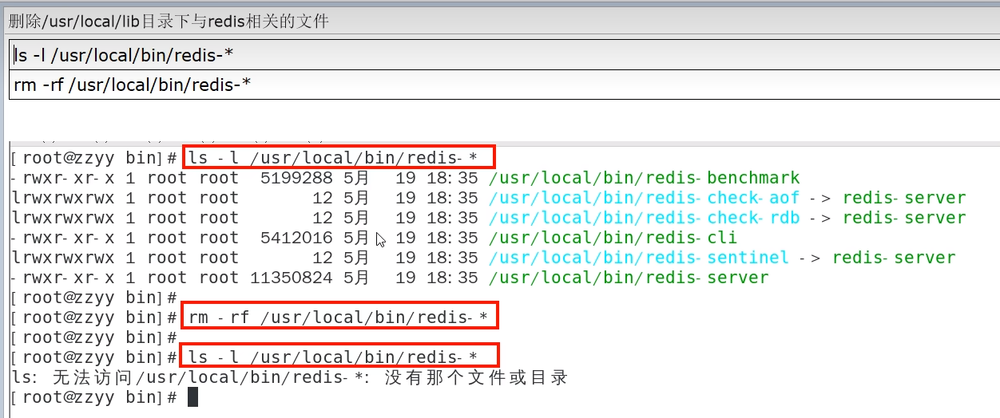 删除/usr/local/lib目录下与redis相关的文件
ls -l /usr/local/bin/redis-*
rm -rf /usr/local/bin/redis-*
[root@zzyy bin]# ls -l /usr/local/bin/redis-*
-rwxr-xr-x 1 root root  5199288 5月  19 18:35 /usr/local/bin/redis-benchmark
lrwxrwxrwx 1 root root       12 5月  19 18:35 /usr/local/bin/redis-check-aof -> redis-server
lrwxrwxrwx 1 root root       12 5月  19 18:35 /usr/local/bin/redis-check-rdb -> redis-server
-rwxr-xr-x 1 root root  5412016 5月  19 18:35 /usr/local/bin/redis-cli
lrwxrwxrwx 1 root root       12 5月  19 18:35 /usr/local/bin/redis-sentinel -> redis-server
-rwxr-xr-x 1 root root 11350824 5月  19 18:35 /usr/local/bin/redis-server
[root@zzyy bin]#
[root@zzyy bin]# rm -rf /usr/local/bin/redis-*
[root@zzyy bin]#
[root@zzyy bin]# ls -l /usr/local/bin/redis-*
ls: 无法访问/usr/local/bin/redis-*: 没有那个文件或目录
[root@zzyy bin]#